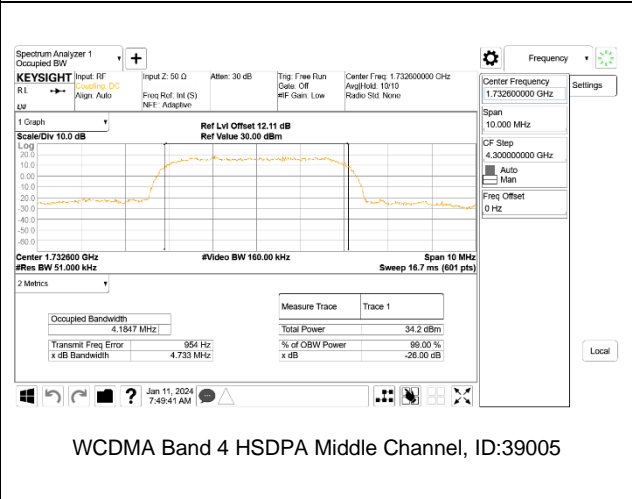 Spectrum Analyzer 1
Occupied BW
Frequency
KEYSIGHT
Input: RF
Coupling: DC
Align: Auto
Input Z: 50 Ω
Freq Ref: Int (S)
NFE: Adaptive
Atten: 30 dB
Trig: Free Run
Gate: Off
#IF Gain: Low
Center Freq: 1.732600000 GHz
Avg|Hold: 10/10
Radio Std: None
RL
Center Frequency
1.732600000 GHz
Settings
Span
10.000 MHz
CF Step
4.300000000 GHz
Auto
Man
Freq Offset
0 Hz
1 Graph
Scale/Div 10.0 dB
Ref Lvl Offset 12.11 dB
Ref Value 30.00 dBm
Log
20.0
10.0
0.00
-10.0
-20.0
-30.0
-40.0
-50.0
-60.0
Center 1.732600 GHz
#Video BW 160.00 kHz
Span 10 MHz
#Res BW 51.000 kHz
Sweep 16.7 ms (601 pts)
2 Metrics
Measure Trace
Trace 1
Occupied Bandwidth
4.1847 MHz
Total Power
34.2 dBm
Transmit Freq Error
954 Hz
% of OBW Power
99.00 %
x dB Bandwidth
4.733 MHz
x dB
-26.00 dB
Local
?
Jan 11, 2024
7:49:41 AM
WCDMA Band 4 HSDPA Middle Channel, ID:39005